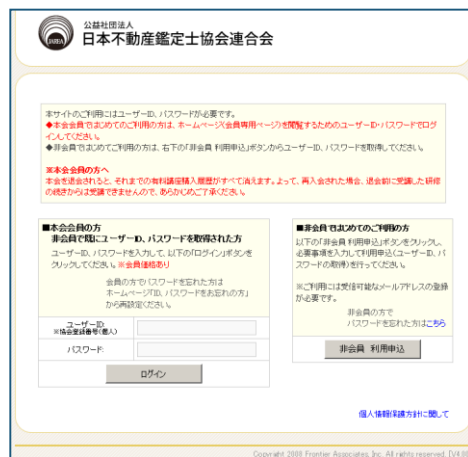 公益社団法人
日本不動産鑑定士協会連合会
JAREA
本サイトのご利用にはユーザーID、パスワードが必要です。
◆本会会員ではじめてのご利用の方は、ホームページ(会員専用ページ)を閲覧するためのユーザーID・パスワードでログ
インしてください。
◆非会員ではじめてご利用の方は、右下の「非会員 利用申込」ボタンからユーザーID、パスワードを取得してください。
※本会会員の方へ
本会を退会されると、それまでの有料講座購入履歴がすべて消えます。よって、再入会された場合、退会前に受講した研修
の続きからは受講できませんので、あらかじめご了承ください。
■本会会員の方
非会員で既にユーザーID、パスワードを取得された方
ユーザーID、パスワードを入力して、以下の「ログイン」ボタンを
クリックしてください。※会員価格あり
会員の方でパスワードを忘れた方は
ホームページ「ID、パスワードをお忘れの方」
から再設定ください。
ユーザーID:
※協会登録番号(個人)
パスワード:
ログイン
■非会員ではじめてのご利用の方
以下の「非会員 利用申込」ボタンをクリックし、
必要事項を入力して利用申込(ユーザーID、パ
スワードの取得)を行ってください。
※ご利用には受信可能なメールアドレスの登録
が必要です。
非会員の方で
パスワードを忘れた方はこちら
非会員 利用申込
個人情報保護方針に関して
Copyright 2008 Frontier Associates, Inc. All rights reserved.